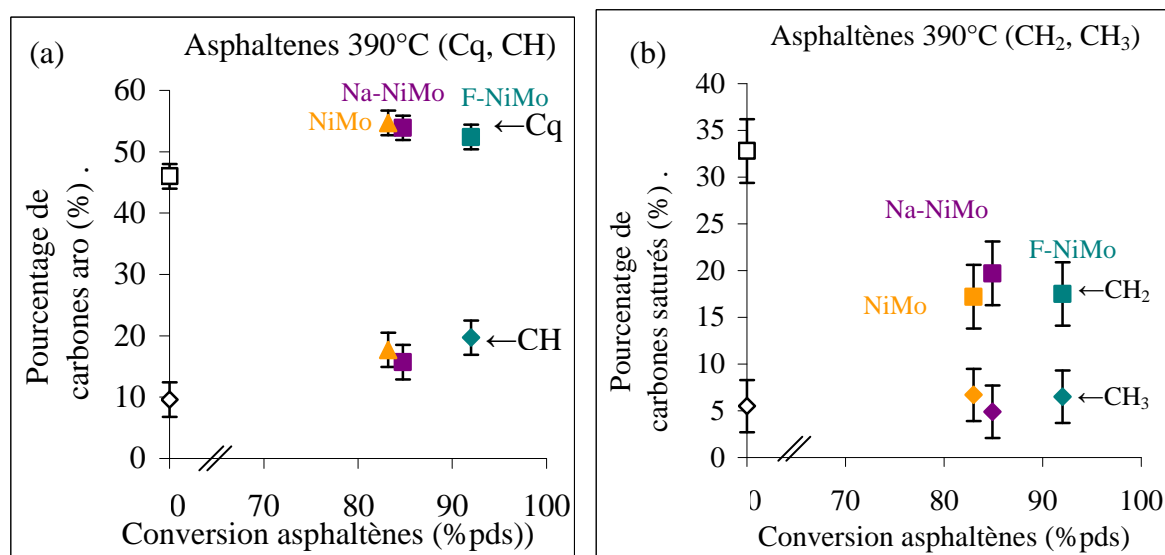 (a)
Asphaltenes 390°C (Cq, CH)
60
50
40
30
20
10
0
Na-NiMo
F-NiMo
NiMo
←Cq
←CH
Pourcentage de
carbones aro (%) .
0
70
80
90
100
Conversion asphaltènes (%pds))
(b)
Asphaltènes 390°C (CH₂, CH₃)
40
35
30
25
20
15
10
5
0
Na-NiMo
F-NiMo
NiMo
←CH₂
←CH₃
Pourcenatge de
carbones saturés (%) .
0
70
80
90
100
Conversion asphaltènes (%pds)